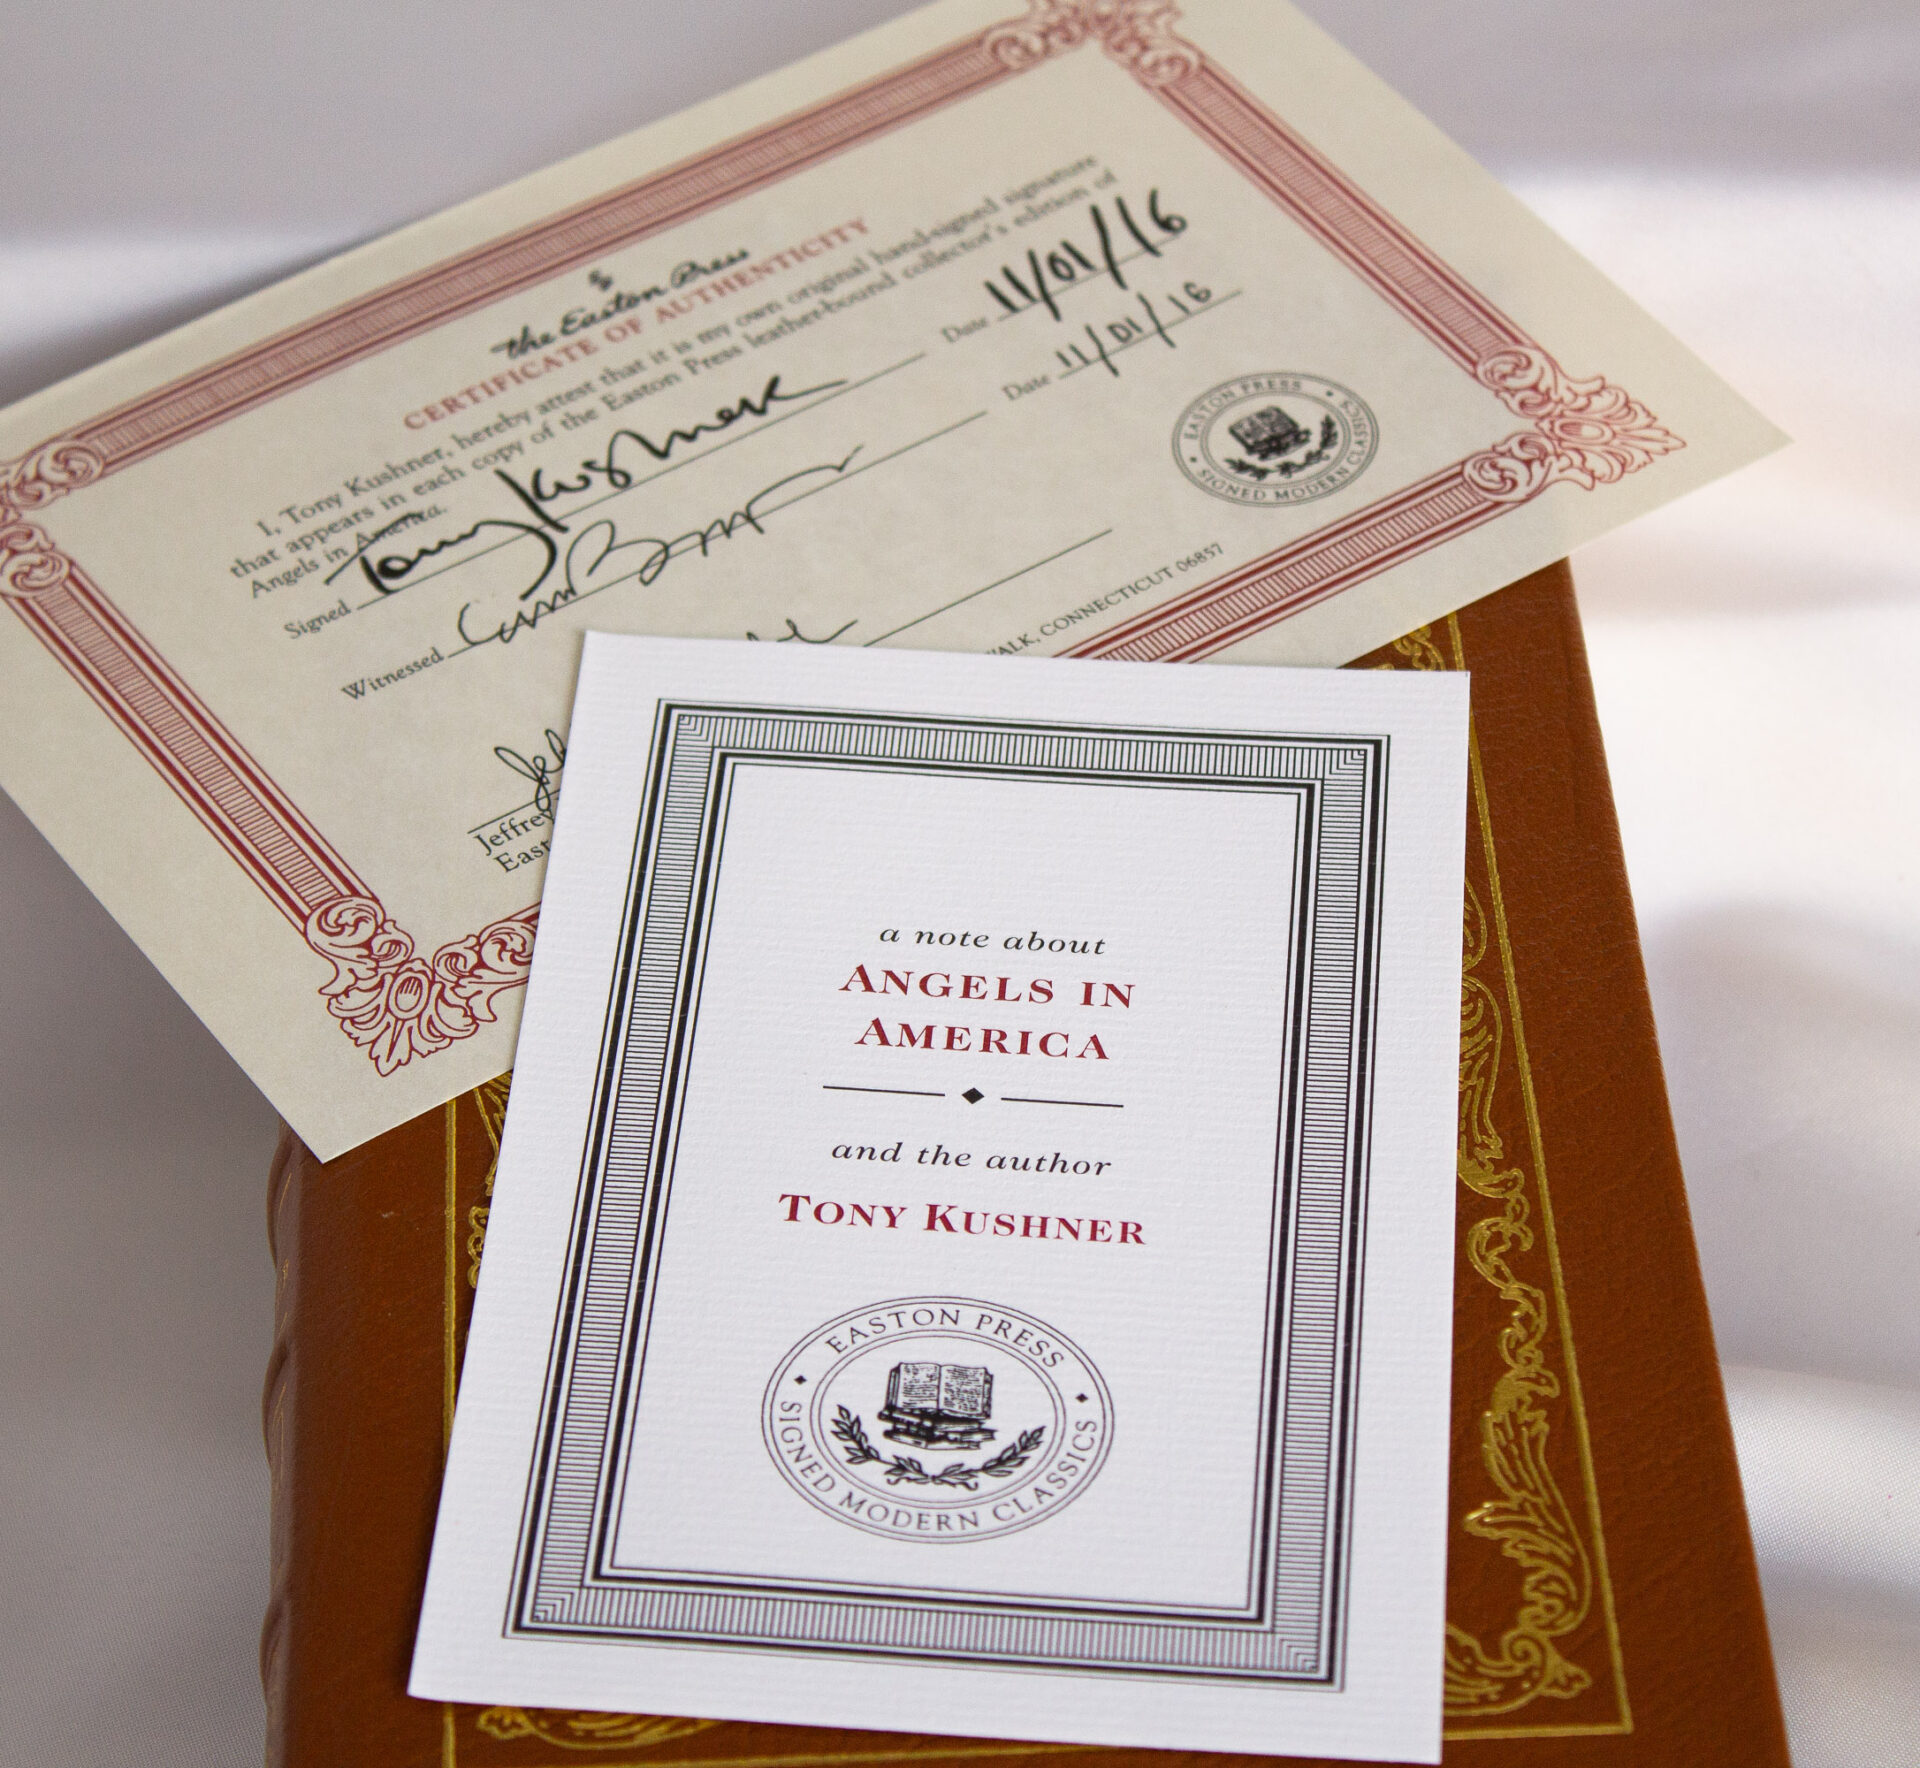 the Easton Press
CERTIFICATE OF AUTHENTICITY
I, Tony Kushner, hereby attest that it is my own original hand-signed signature
that appears in each copy of the Easton Press leather-bound collector's edition of
Angels in America.
Signed Tony Kushner Date 11/01/16
Witnessed Date 11/01/16
EASTON PRESS
SIGNED MODERN CLASSICS
CONNECTICUT 06857
a note about
ANGELS IN
AMERICA
and the author
TONY KUSHNER
EASTON PRESS
SIGNED MODERN CLASSICS